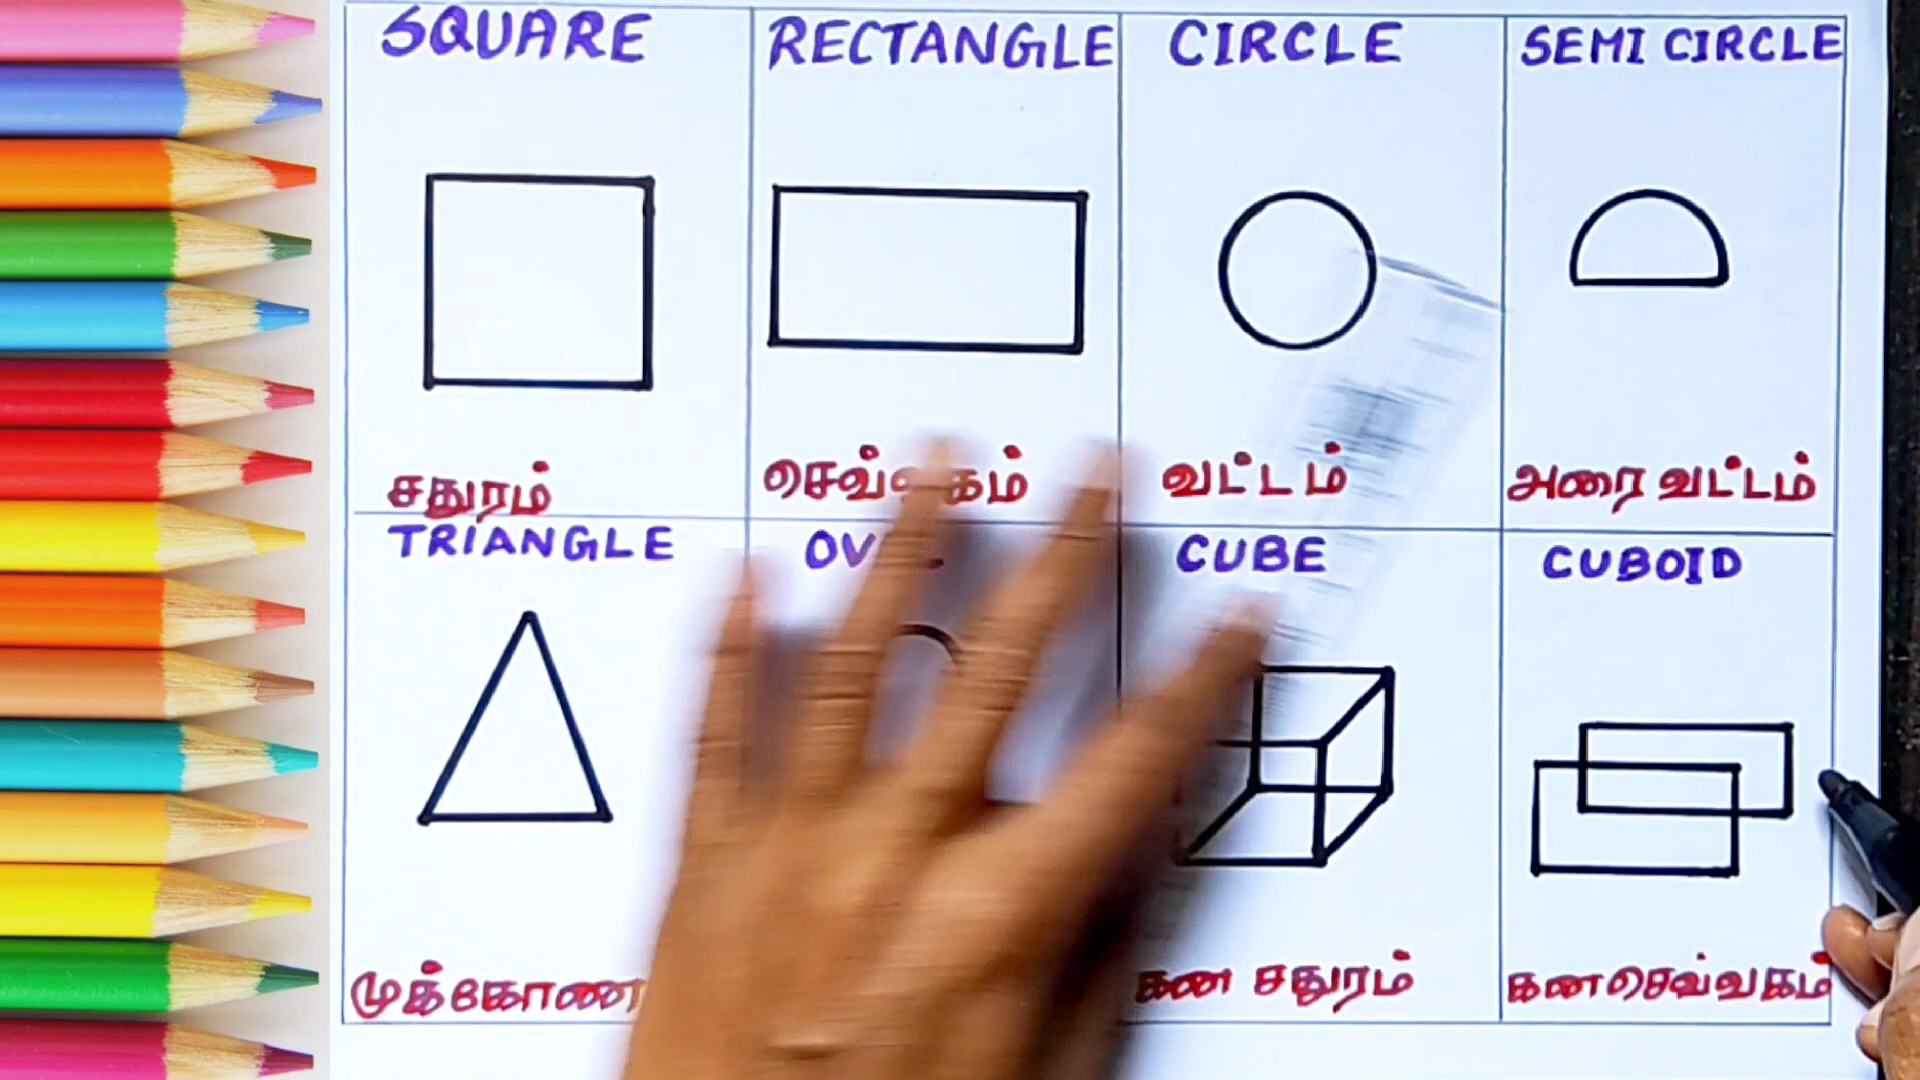 SQUARE
RECTANGLE
CIRCLE
SEMI CIRCLE
சதுரம்
வட்டம்
அரை வட்டம்
TRIANGLE
CUBE
CUBOID
கண சதுரம்
கனசெவ்வகம்